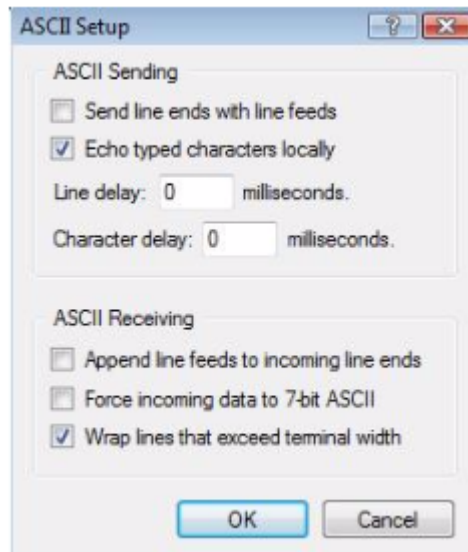 ASCII Setup
ASCII Sending
Send line ends with line feeds
Echo typed characters locally
Line delay: 0 milliseconds.
Character delay: 0 milliseconds.
ASCII Receiving
Append line feeds to incoming line ends
Force incoming data to 7-bit ASCII
Wrap lines that exceed terminal width
OK Cancel